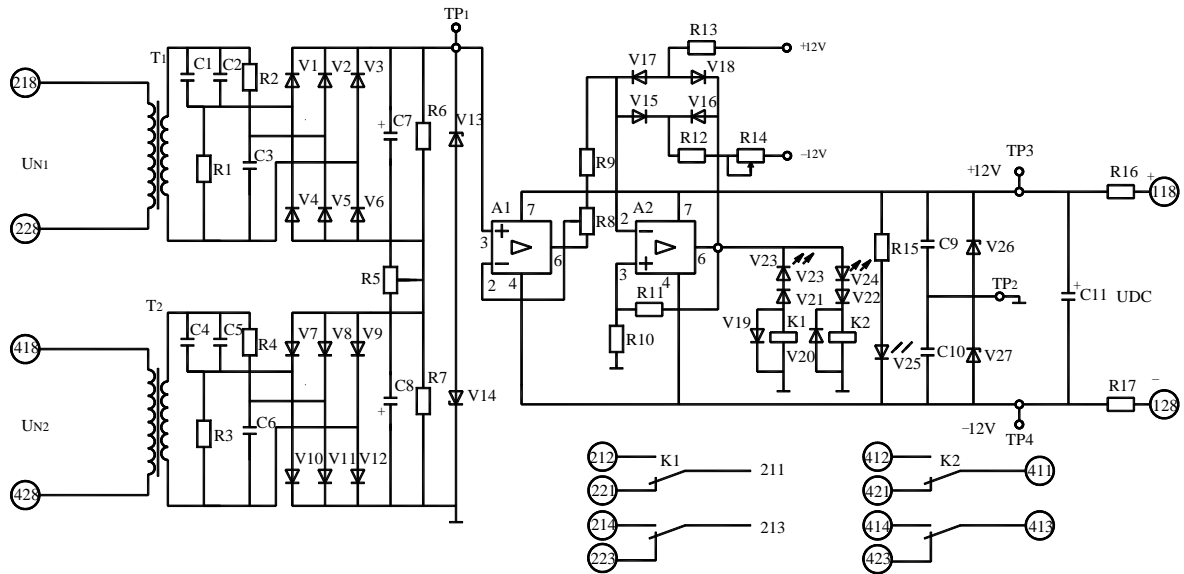 TP1
R13
+12V
T1
C1
C2
R2
V1
V2
V3
V17
V18
218
R6
C7
+
V13
V15
V16
R12
R14
−12V
UN1
R1
C3
R9
TP3
+12V
R16
+
118
V4
V5
V6
A1
7
R8
A2
7
3
2
R15
C9
V26
228
6
6
R5
2
4
3
4
V23
V23
V24
TP2
C11
+
UDC
R11
V21
V22
T2
C4
C5
R4
V7
V8
V9
V19
K1
K2
418
R10
V20
C10
V27
V25
R7
C8
+
V14
R17
−
128
UN2
R3
C6
−12V
TP4
V10
V11
V12
212
K1
211
412
K2
411
428
221
421
214
213
414
413
223
423